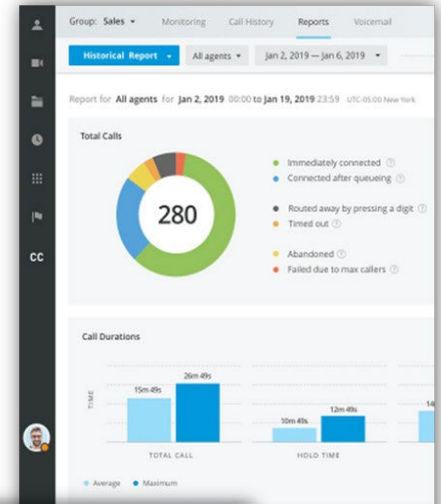 Group: Sales Monitoring Call History Reports Voicemail
Historical Report All agents Jan 2, 2019 — Jan 6, 2019
Report for All agents for Jan 2, 2019 00:00 to Jan 19, 2019 23:59 UTC-05:00 New York
Total Calls
280
Immediately connected ?
Connected after queueing ?
Routed away by pressing a digit ?
Timed out ?
Abandoned ?
Failed due to max callers ?
CC
Call Durations
TIME
15m 49s
26m 49s
10m 49s
12m 49s
14
TOTAL CALL
HOLD TIME
Average Maximum